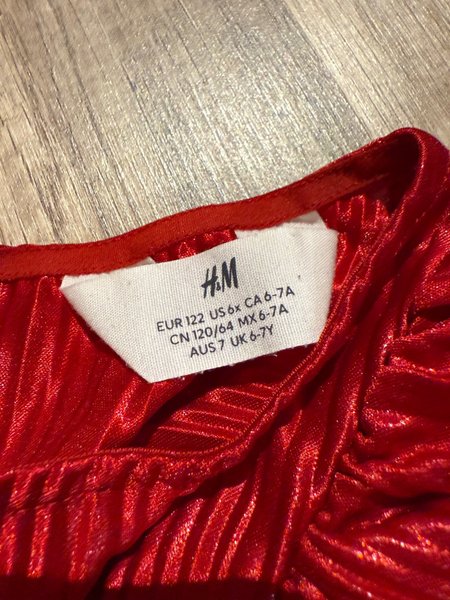 H&M
EUR 122 US 6x CA 6-7A
CN 120/64 MX 6-7A
AUS 7 UK 6-7Y